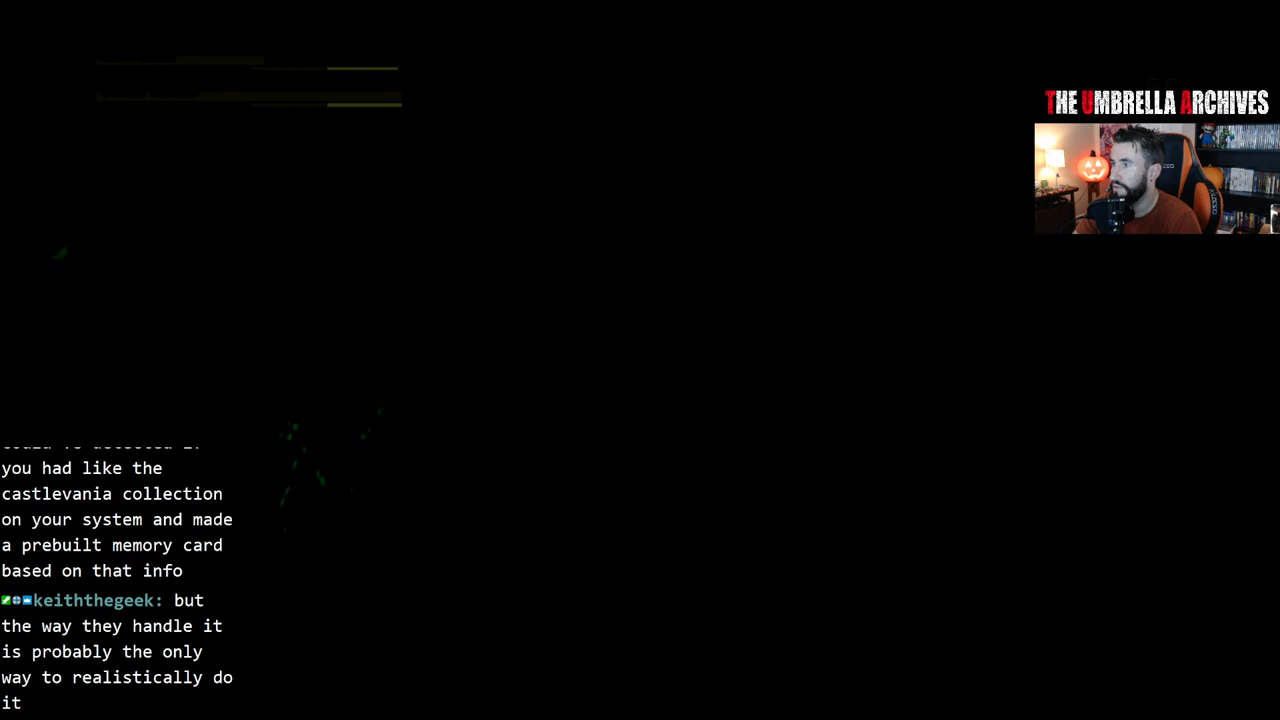 THE UMBRELLA ARCHIVES
you had like the
castlevania collection
on your system and made
a prebuilt memory card
based on that info
keiththegeek: but
the way they handle it
is probably the only
way to realistically do
it